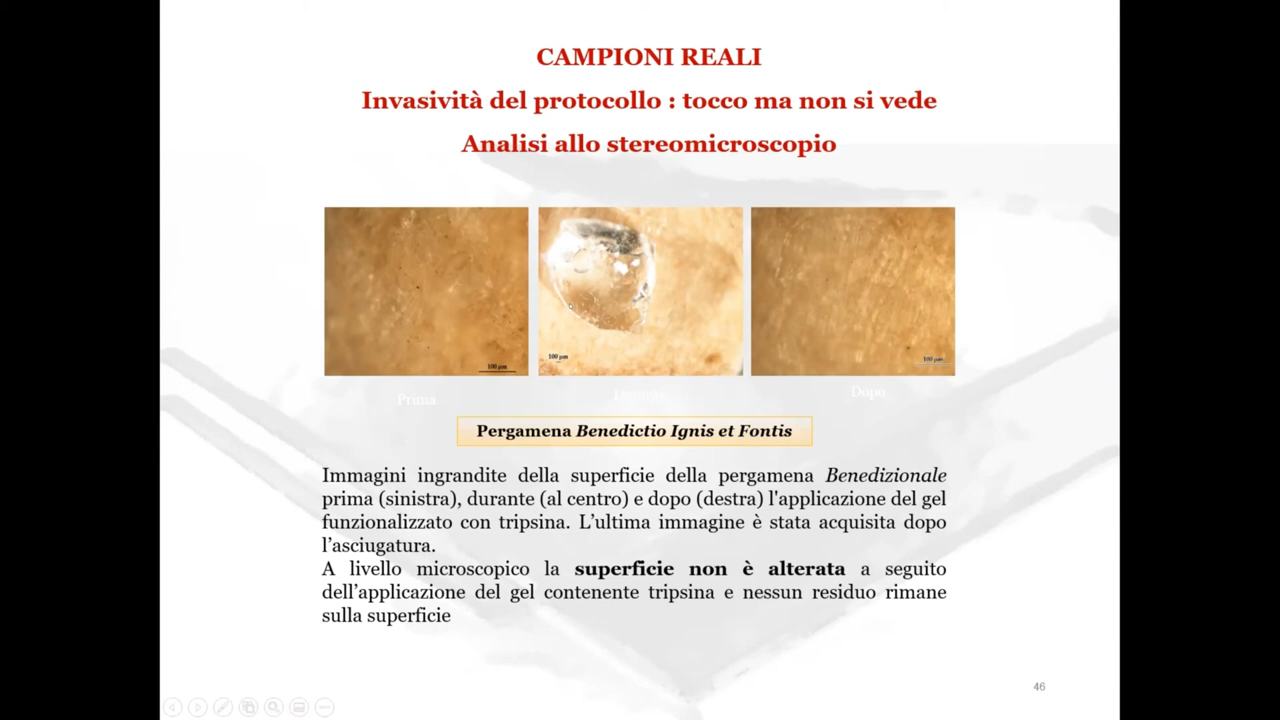 CAMPIONI REALI
Invasività del protocollo : tocco ma non si vede
Analisi allo stereomicroscopio
100 µm
100 µm
100 µm
Prima
Dopo
Pergamena Benedictio Ignis et Fontis
Immagini ingrandite della superficie della pergamena Benedizionale
prima (sinistra), durante (al centro) e dopo (destra) l'applicazione del gel
funzionalizzato con tripsina. L’ultima immagine è stata acquisita dopo
l’asciugatura.
A livello microscopico la superficie non è alterata a seguito
dell’applicazione del gel contenente tripsina e nessun residuo rimane
sulla superficie
46